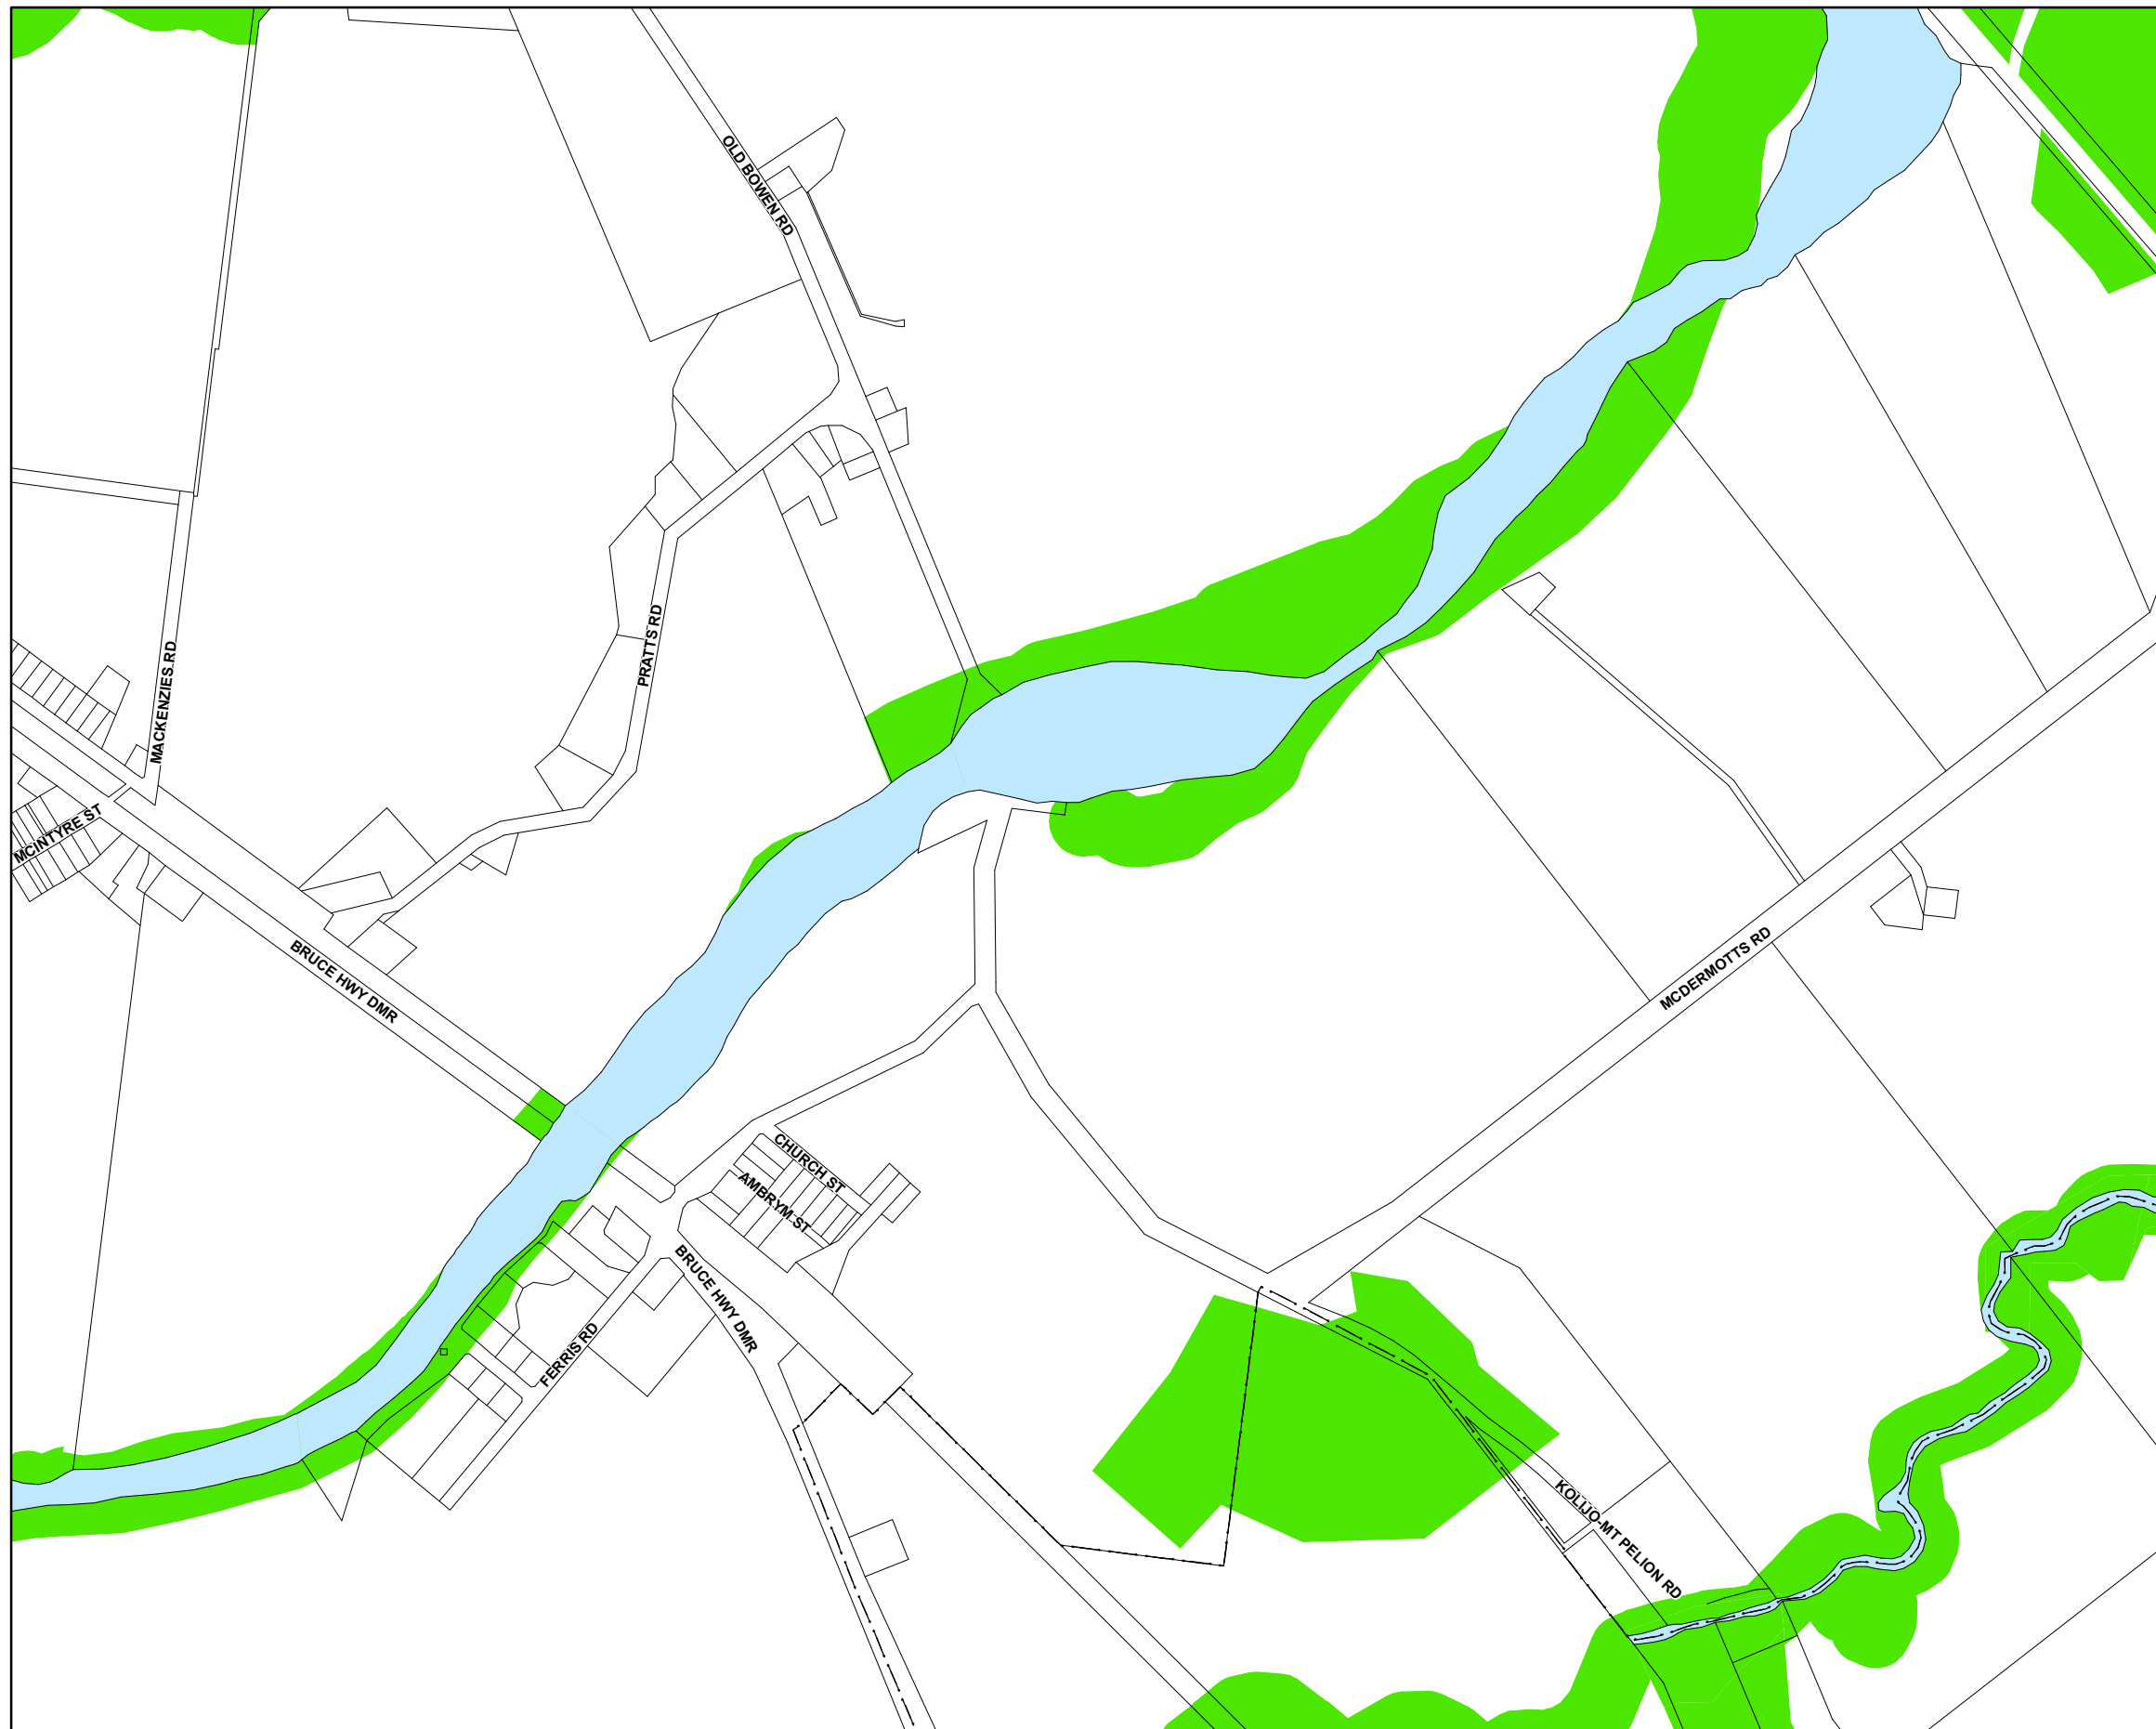 OLD BOWEN RD
PRATTS RD
MACKENZIES RD
MCINTYRE ST
BRUCE HWY DMR
MCDERMOTTS RD
CHURCH ST
AMBRYM ST
BRUCE HWY DMR
FERRIS RD
KOLIJO-MT PELION RD